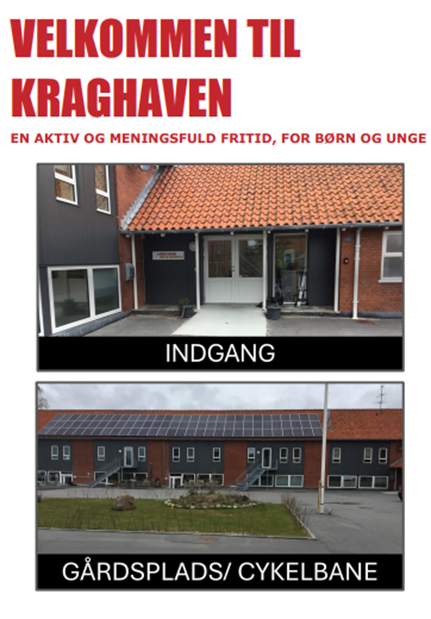 VELKOMMEN TIL
KRAGHAVEN
EN AKTIV OG MENINGSFULD FRITID, FOR BØRN OG UNGE
INDGANG
GÅRDSPLADS/ CYKELBANE